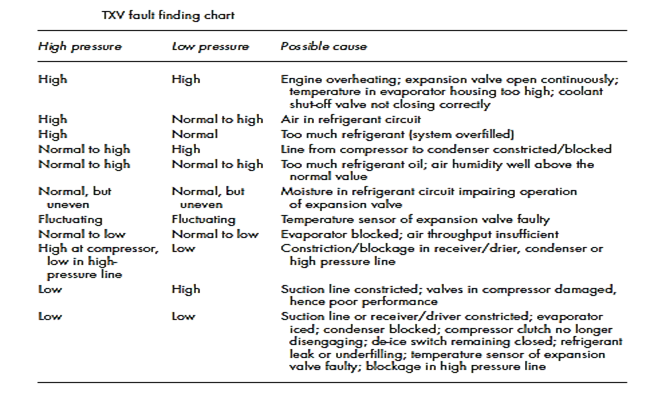 TXV fault finding chart
High pressure Low pressure Possible cause
High High Engine overheating; expansion valve open continuously;
temperature in evaporator housing too high; coolant
shut-off valve not closing correctly
High Normal to high Air in refrigerant circuit
High Normal Too much refrigerant (system overfilled)
Normal to high High Line from compressor to condenser constricted/blocked
Normal to high Normal to high Too much refrigerant oil; air humidity well above the
normal value
Normal, but Normal, but Moisture in refrigerant circuit impairing operation
uneven uneven of expansion valve
Fluctuating Fluctuating Temperature sensor of expansion valve faulty
Normal to low Normal to low Evaporator blocked; air throughput insufficient
High at compressor, Low Constriction/blockage in receiver/drier, condenser or
low in high- high pressure line
pressure line
Low High Suction line constricted; valves in compressor damaged,
hence poor performance
Low Low Suction line or receiver/driver constricted; evaporator
iced; condenser blocked; compressor clutch no longer
disengaging; de-ice switch remaining closed; refrigerant
leak or underfilling; temperature sensor of expansion
valve faulty; blockage in high pressure line